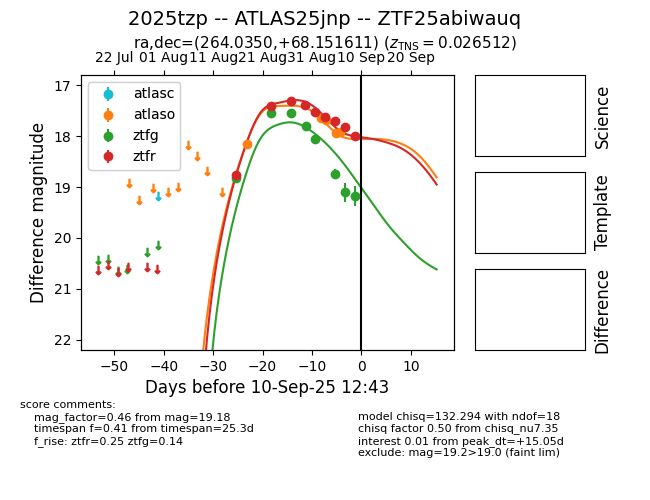 2025tzp -- ATLAS25jnp -- ZTF25abiwauq
ra,dec=(264.0350,+68.151611) (zTNS = 0.026512)
22 Jul 01 Aug 11 Aug 21 Aug 31 Aug 10 Sep 20 Sep
17
18
19
20
21
22
Difference magnitude
atlasc
atlaso
ztfg
ztfr
−50 −40 −30 −20 −10 0 10
Days before 10-Sep-25 12:43
Science
Template
Difference
score comments:
mag_factor=0.46 from mag=19.18
timespan f=0.41 from timespan=25.3d
f_rise: ztfr=0.25 ztfg=0.14
model chisq=132.294 with ndof=18
chisq factor 0.50 from chisq_nu7.35
interest 0.01 from peak_dt=+15.05d
exclude: mag=19.2>19.0 (faint lim)